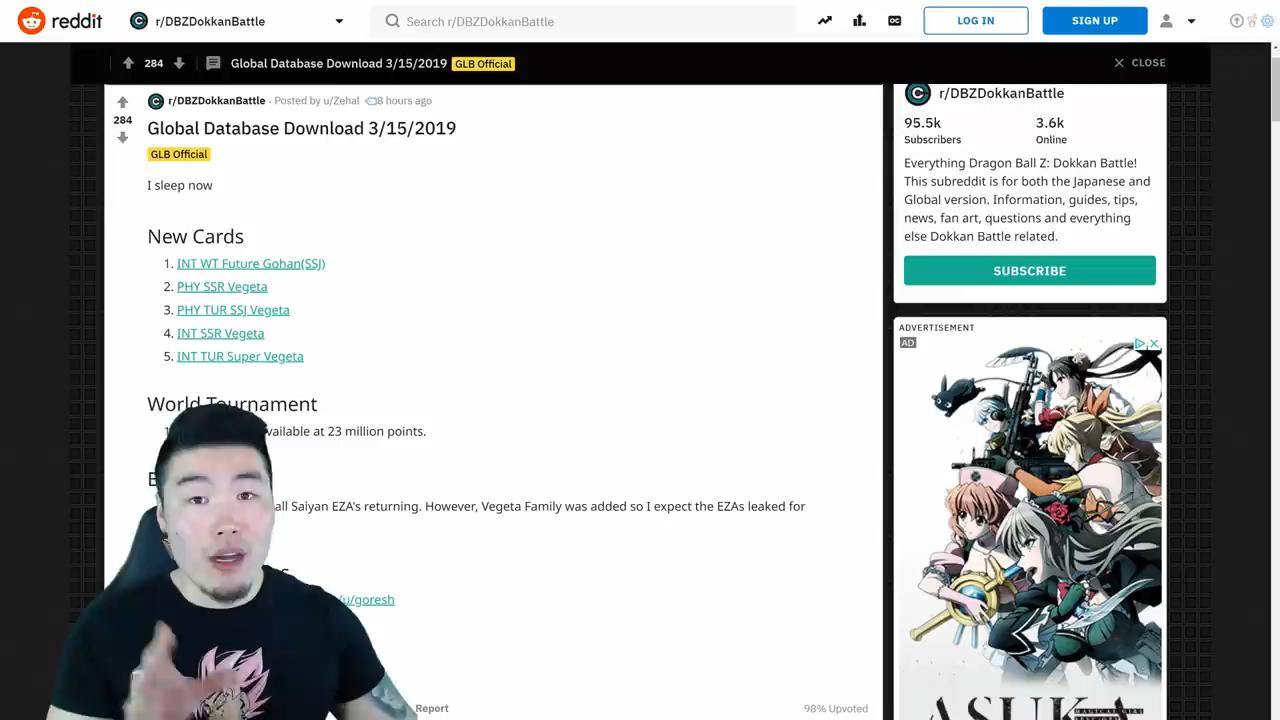 reddit
r/DBZDokkanBattle
Search r/DBZDokkanBattle
OC
LOG IN
SIGN UP
284
Global Database Download 3/15/2019
GLB Official
CLOSE
r/DBZDokkanBattle · Posted by u/Zehal 8 hours ago
284
Global Database Download 3/15/2019
GLB Official
I sleep now
New Cards
1. INT WT Future Gohan(SSJ)
2. PHY SSR Vegeta
3. PHY TUR SSJ Vegeta
4. INT SSR Vegeta
5. INT TUR Super Vegeta
World Tournament
available at 23 million points.
all Saiyan EZA's returning. However, Vegeta Family was added so I expect the EZAs leaked for
/u/goresh
Report
98% Upvoted
r/DBZDokkanBattle
95.5k
3.6k
Subscribers
Online
Everything Dragon Ball Z: Dokkan Battle!
This subreddit is for both the Japanese and
Global version. Information, guides, tips,
news, fan art, questions and everything
else Dokkan Battle related.
SUBSCRIBE
ADVERTISEMENT
AD
ASUKA
MAGICAL GIRL